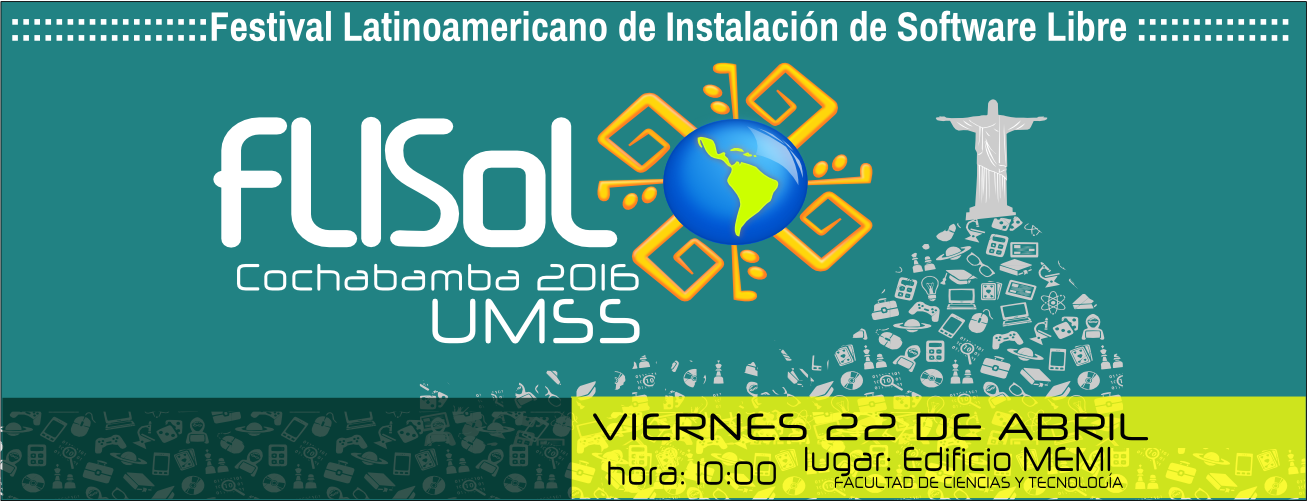 ::::::::::::::::::Festival Latinoamericano de Instalación de Software Libre ::::::::::::::
FLISoL
Cochabamba 2016
UMSS
VIERNES 22 DE ABRIL
hora: 10:00 lugar: Edificio MEMI
FACULTAD DE CIENCIAS Y TECNOLOGÍA